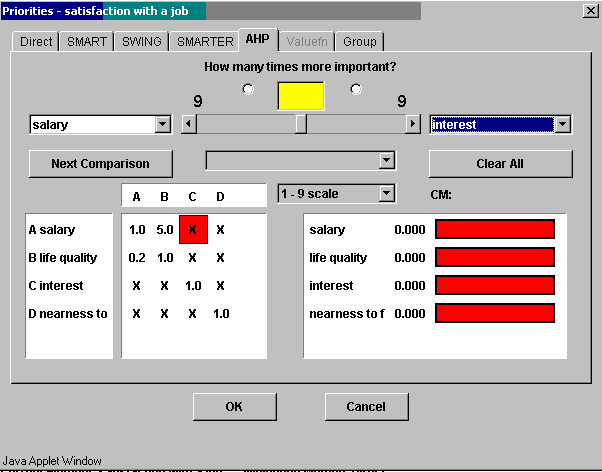 Priorities - satisfaction with a job
Direct SMART SWING SMARTER AHP Valuefn Group
How many times more important?
9 9
salary interest
Next Comparison Clear All
A B C D 1 - 9 scale CM:
A salary 1.0 5.0 X X salary 0.000
B life quality 0.2 1.0 X X life quality 0.000
C interest X X 1.0 X interest 0.000
D nearness to X X X 1.0 nearness to f 0.000
OK Cancel
Java Applet Window